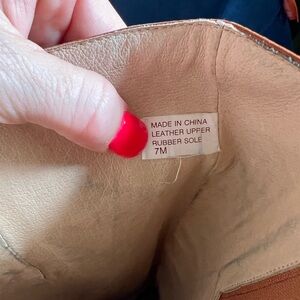 MADE IN CHINA
LEATHER UPPER
RUBBER SOLE
7M